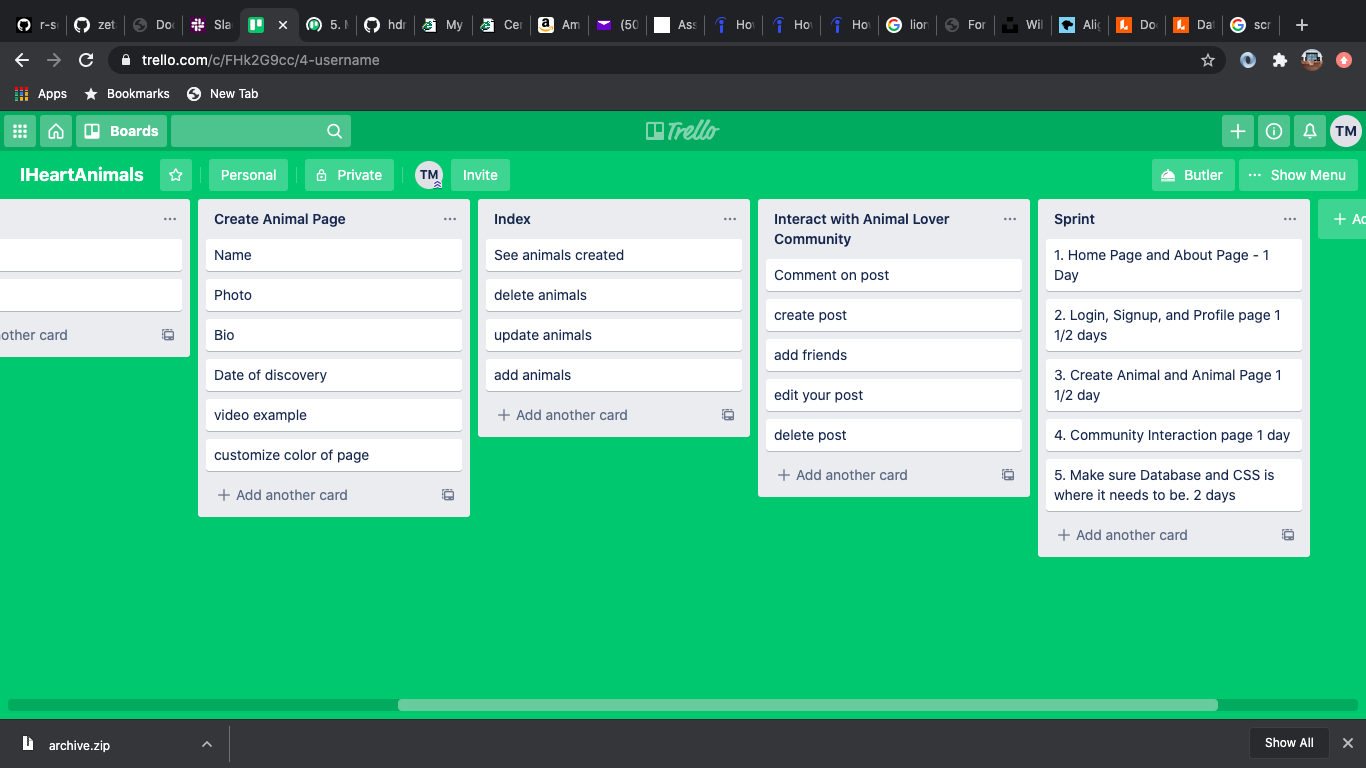 r-s
zet
Doc
Sla
5. M
hdr
My
Cer
Am
(50
Ass
Ho
Ho
Ho
lion
For
Wil
Alig
Doc
Dat
scr
trello.com/c/FHk2G9cc/4-username
Apps
Bookmarks
New Tab
Boards
Trello
TM
IHeartAnimals
Personal
Private
TM
Invite
Butler
Show Menu
other card
Create Animal Page
Name
Photo
Bio
Date of discovery
video example
customize color of page
Add another card
Index
See animals created
delete animals
update animals
add animals
Add another card
Interact with Animal Lover
Community
Comment on post
create post
add friends
edit your post
delete post
Add another card
Sprint
1. Home Page and About Page - 1
Day
2. Login, Signup, and Profile page 1
1/2 days
3. Create Animal and Animal Page 1
1/2 day
4. Community Interaction page 1 day
5. Make sure Database and CSS is
where it needs to be. 2 days
Add another card
Ad
archive.zip
Show All